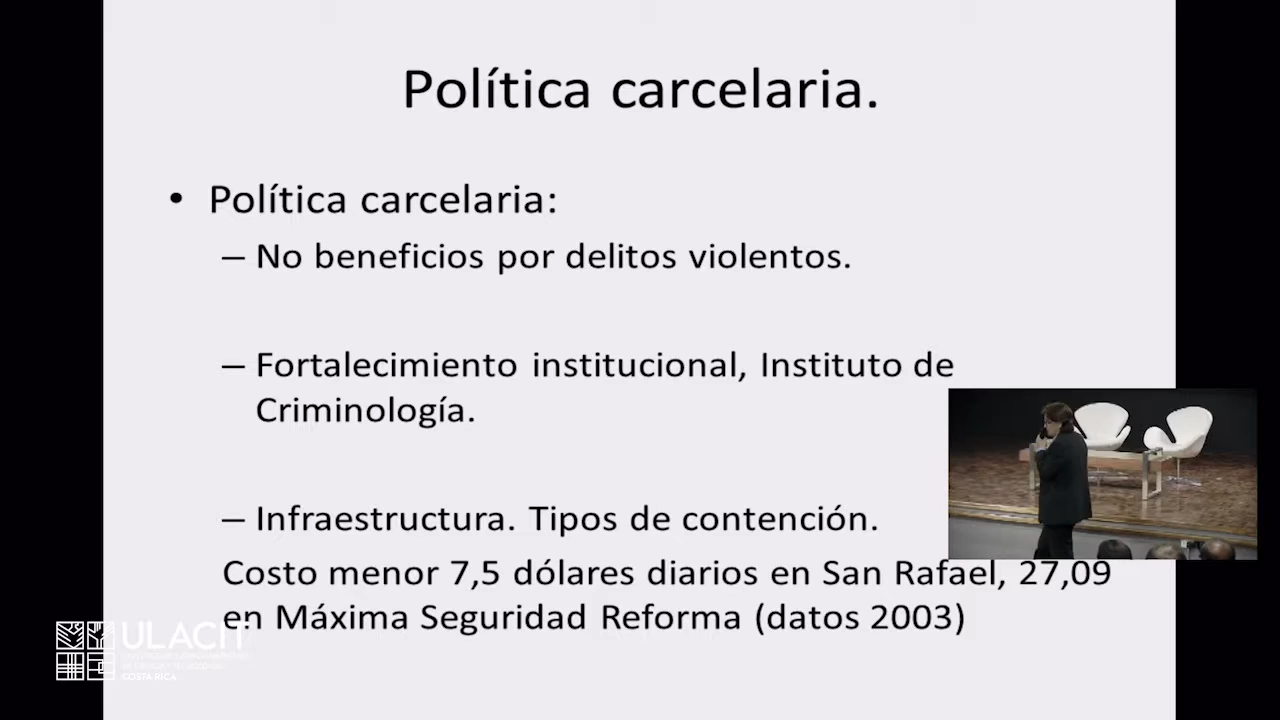 Política carcelaria.
• Política carcelaria:
– No beneficios por delitos violentos.
– Fortalecimiento institucional, Instituto de
Criminología.
– Infraestructura. Tipos de contención.
Costo menor 7,5 dólares diarios en San Rafael, 27,09
en Máxima Seguridad Reforma (datos 2003)
ULACIT
COSTA RICA